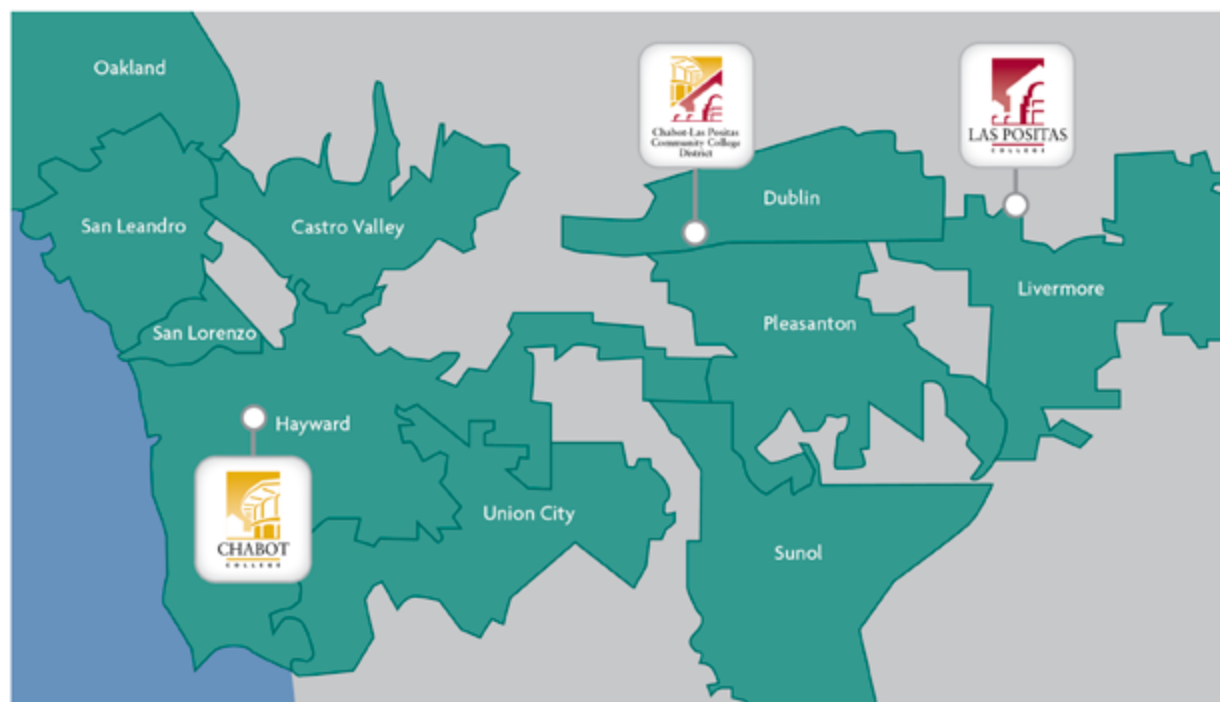 Oakland
Chabot-Las Positas
Community College
District
LAS POSITAS
COLLEGE
Dublin
San Leandro
Castro Valley
Livermore
Pleasanton
San Lorenzo
Hayward
CHABOT
COLLEGE
Union City
Sunol